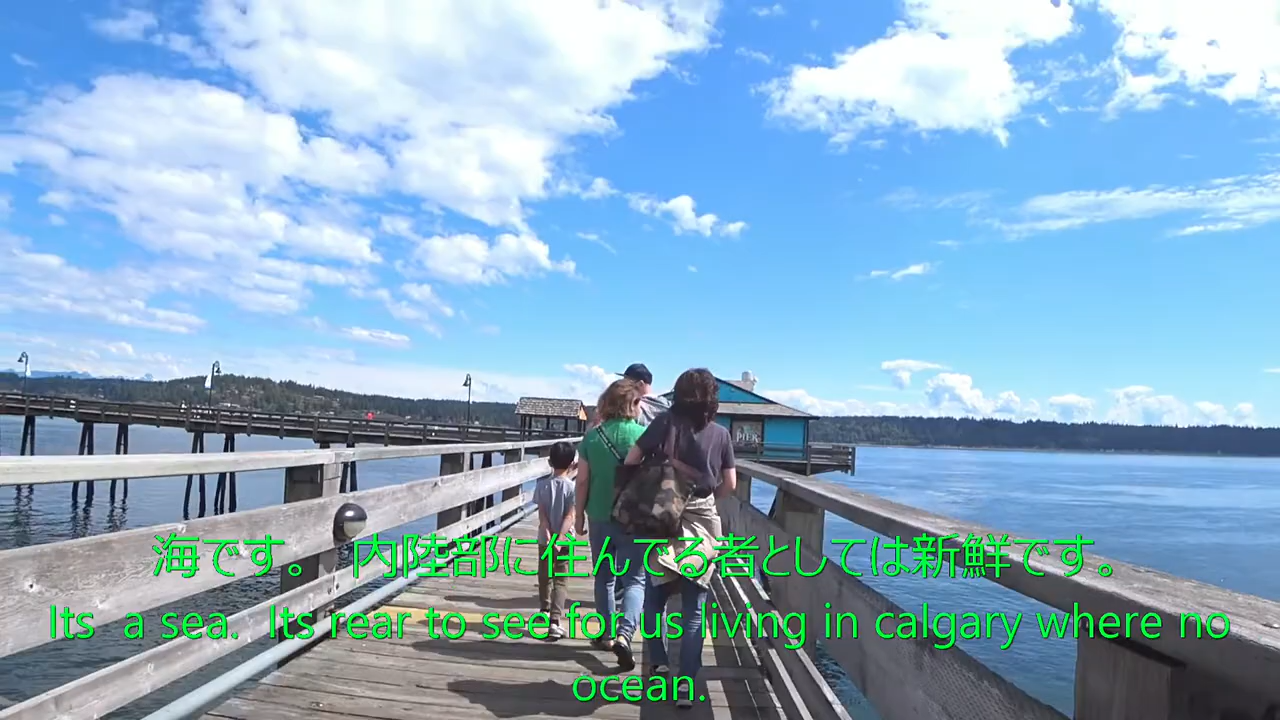 PIER
海です。　内陸部に住んでる者としては新鮮です。
Its  a sea.  Its rear to see for us living in calgary where no
ocean.